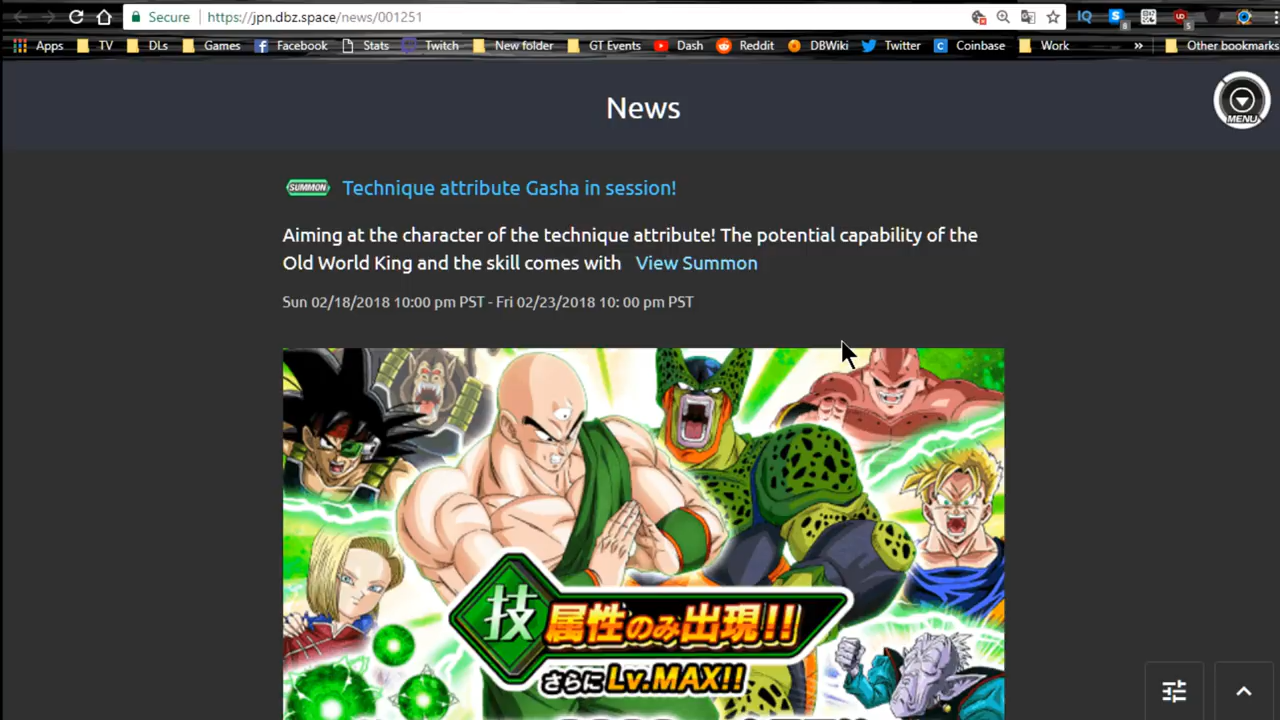 Secure https://jpn.dbz.space/news/001251
Apps TV DLs Games Facebook Stats Twitch New folder GT Events Dash Reddit DBWiki Twitter Coinbase Work » Other bookmarks
News
MENU
SUMMON Technique attribute Gasha in session!
Aiming at the character of the technique attribute! The potential capability of the
Old World King and the skill comes with View Summon
Sun 02/18/2018 10:00 pm PST - Fri 02/23/2018 10: 00 pm PST
技属性のみ出現!!
さらにLv.MAX!!